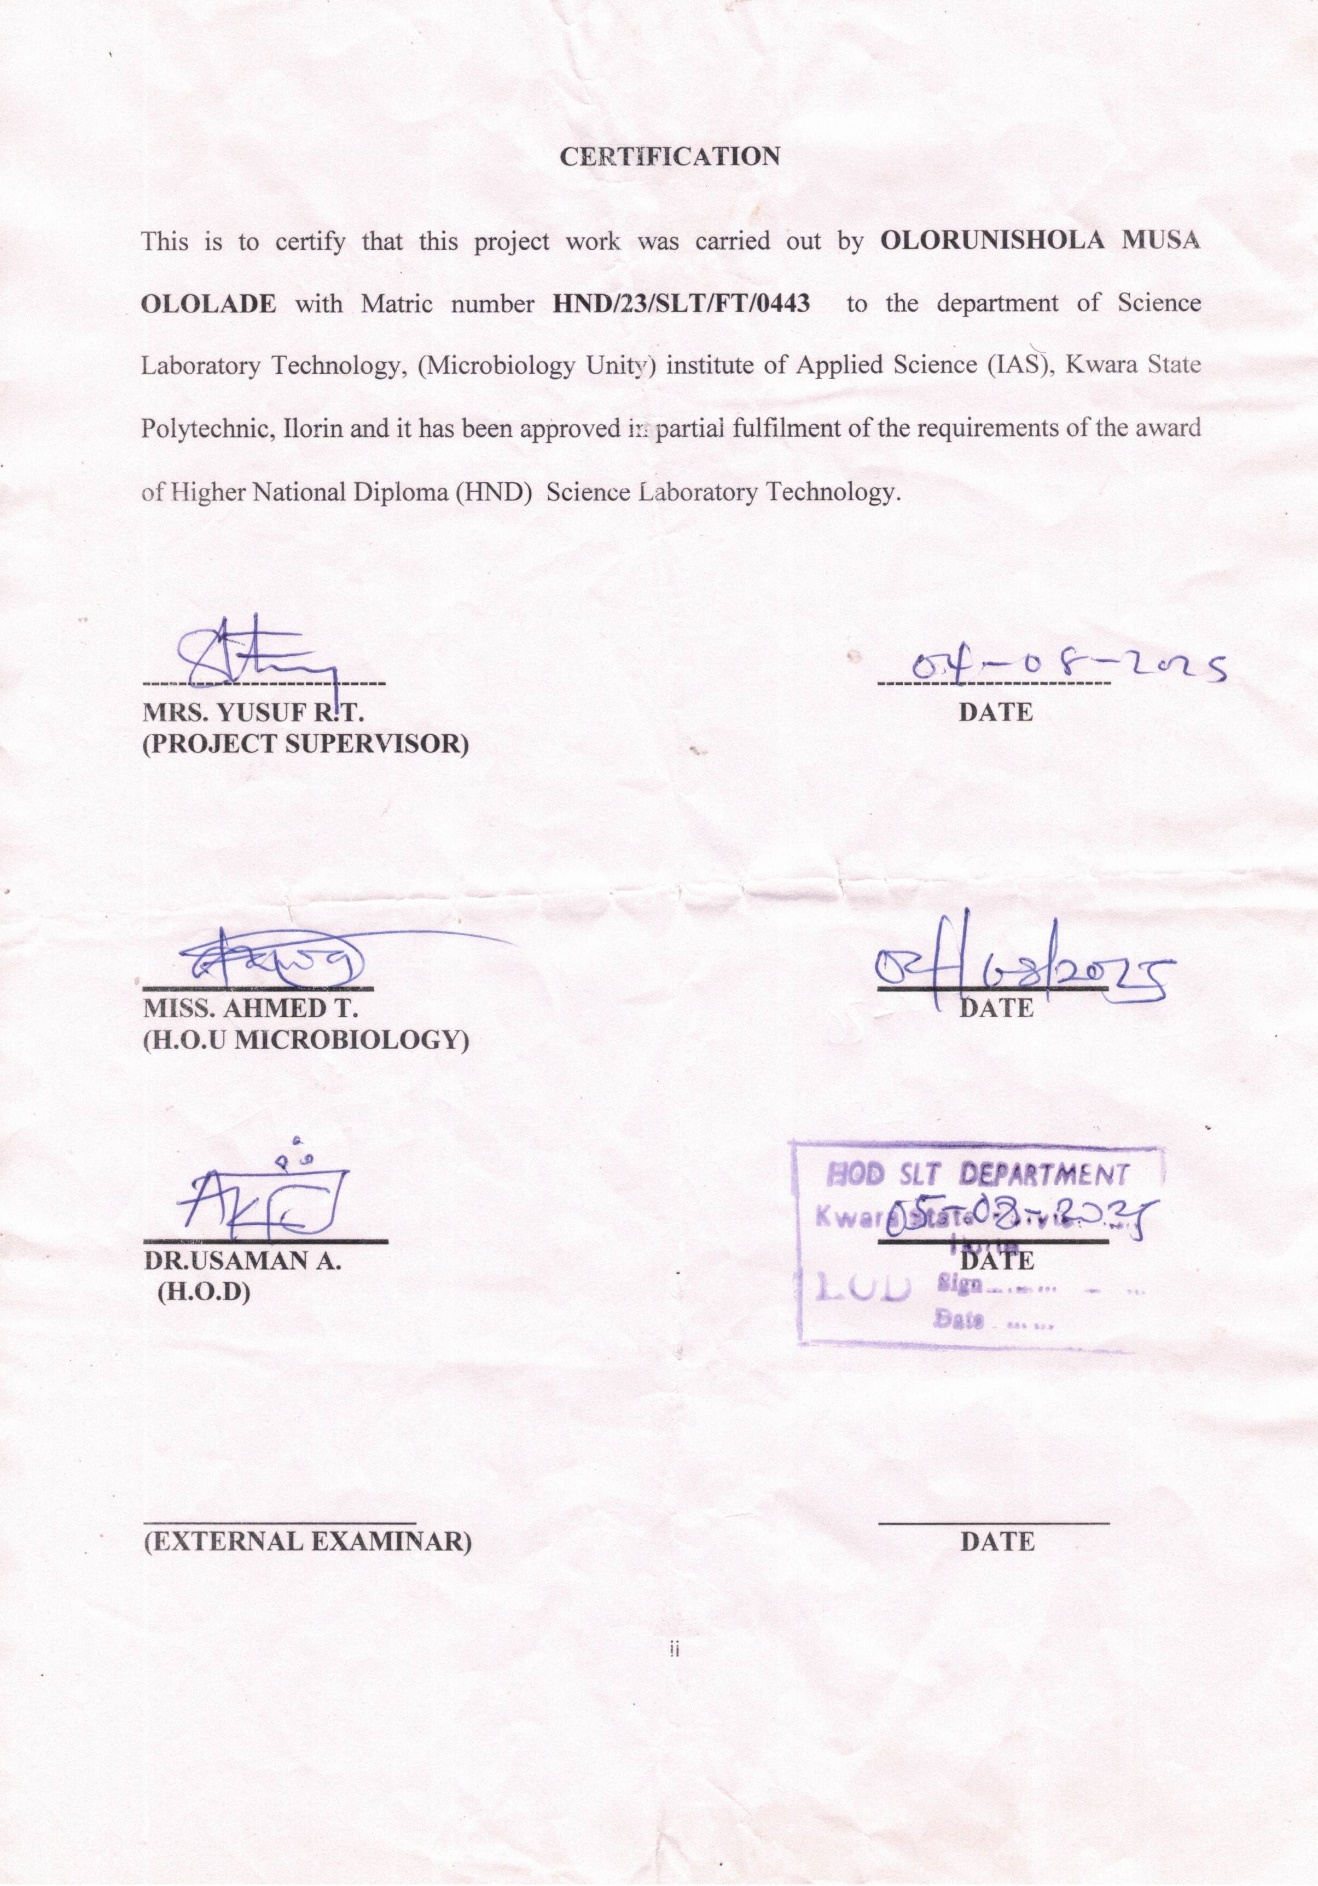 CERTIFICATION
This is to certify that this project work was carried out by OLORUNISHOLA MUSA
OLOLADE with Matric number HND/23/SLT/FT/0443 to the department of Science
Laboratory Technology, (Microbiology Unity) institute of Applied Science (IAS), Kwara State
Polytechnic, Ilorin and it has been approved in partial fulfilment of the requirements of the award
of Higher National Diploma (HND) Science Laboratory Technology.
04-08-2025
MRS. YUSUF R.T.
DATE
(PROJECT SUPERVISOR)
/08/2025
MISS. AHMED T.
DATE
(H.O.U MICROBIOLOGY)
HOD SLT DEPARTMENT
Kwara State
05-08-2025
DR.USAMAN A.
DATE
(H.O.D)
Sign
Date
(EXTERNAL EXAMINAR)
DATE
ii